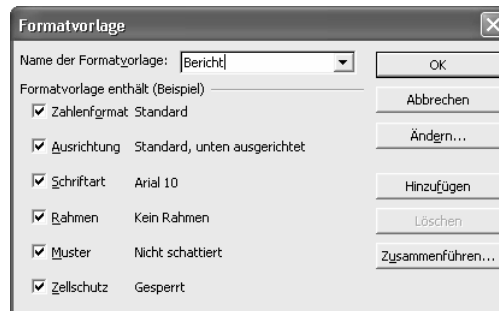 Formatvorlage
Name der Formatvorlage: Bericht
OK
Formatvorlage enthält (Beispiel)
Abbrechen
Zahlenformat Standard
Ändern...
Ausrichtung Standard, unten ausgerichtet
Schriftart Arial 10
Hinzufügen
Rahmen Kein Rahmen
Löschen
Muster Nicht schattiert
Zusammenführen...
Zellschutz Gesperrt